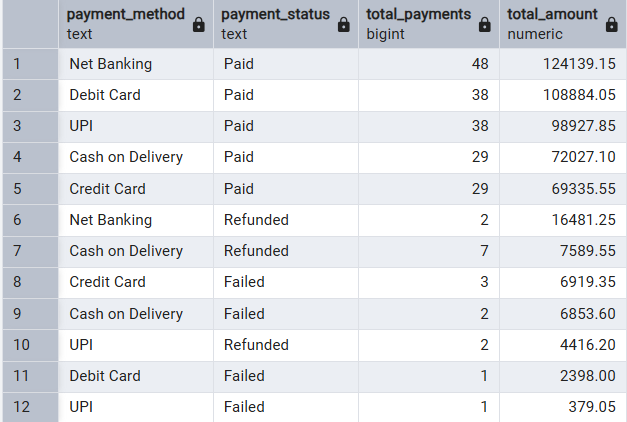 payment_method payment_status total_payments total_amount
text text bigint numeric
1 Net Banking Paid 48 124139.15
2 Debit Card Paid 38 108884.05
3 UPI Paid 38 98927.85
4 Cash on Delivery Paid 29 72027.10
5 Credit Card Paid 29 69335.55
6 Net Banking Refunded 2 16481.25
7 Cash on Delivery Refunded 7 7589.55
8 Credit Card Failed 3 6919.35
9 Cash on Delivery Failed 2 6853.60
10 UPI Refunded 2 4416.20
11 Debit Card Failed 1 2398.00
12 UPI Failed 1 379.05